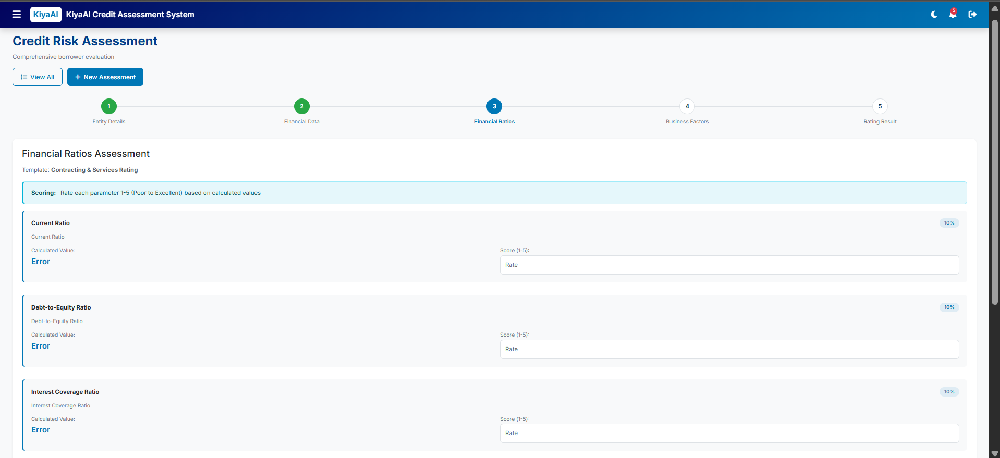 KiyaAI KiyaAI Credit Assessment System 5
Credit Risk Assessment
Comprehensive borrower evaluation
View All + New Assessment
1 2 3 4 5
Entity Details Financial Data Financial Ratios Business Factors Rating Result
Financial Ratios Assessment
Template: Contracting & Services Rating
Scoring: Rate each parameter 1-5 (Poor to Excellent) based on calculated values
Current Ratio 10%
Current Ratio
Calculated Value: Score (1-5):
Error
Rate
Debt-to-Equity Ratio 10%
Debt-to-Equity Ratio
Calculated Value: Score (1-5):
Error
Rate
Interest Coverage Ratio 10%
Interest Coverage Ratio
Calculated Value: Score (1-5):
Error
Rate